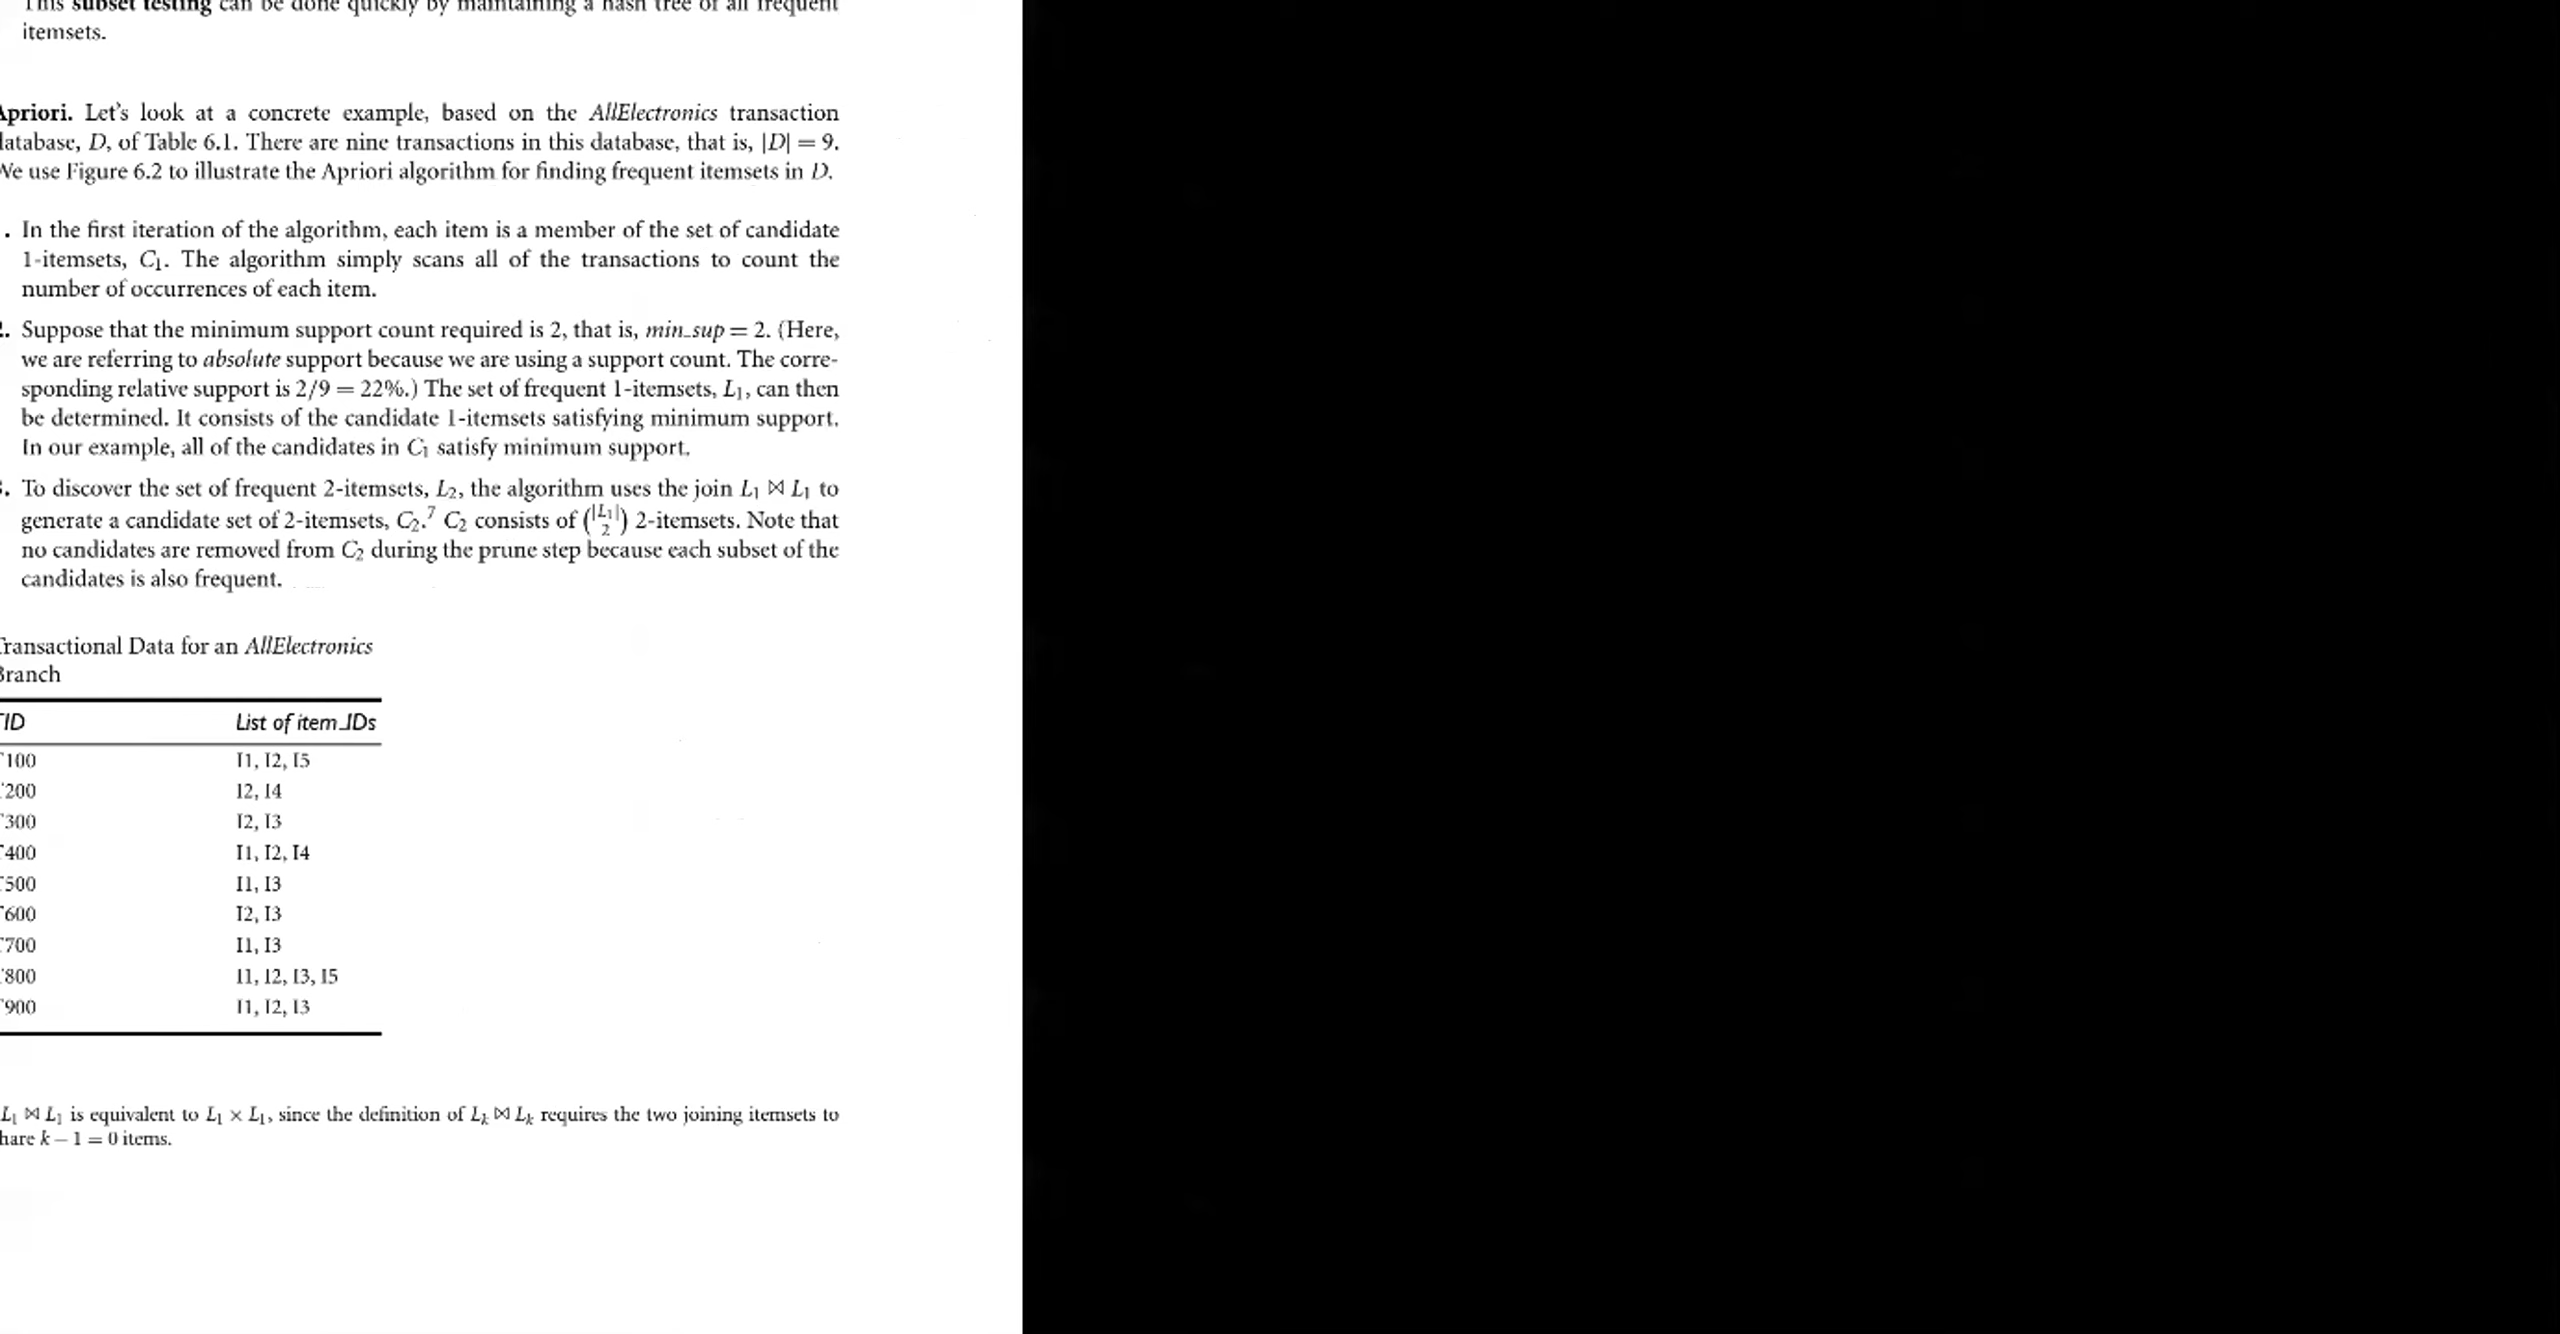 This subset testing can be done quickly by maintaining a hash tree of all frequent
itemsets.
Apriori. Let's look at a concrete example, based on the AllElectronics transaction
database, D, of Table 6.1. There are nine transactions in this database, that is, |D| = 9.
We use Figure 6.2 to illustrate the Apriori algorithm for finding frequent itemsets in D.
. In the first iteration of the algorithm, each item is a member of the set of candidate
1-itemsets, C₁. The algorithm simply scans all of the transactions to count the
number of occurrences of each item.
2. Suppose that the minimum support count required is 2, that is, min_sup = 2. (Here,
we are referring to absolute support because we are using a support count. The corre-
sponding relative support is 2/9 = 22%.) The set of frequent 1-itemsets, L₁, can then
be determined. It consists of the candidate 1-itemsets satisfying minimum support.
In our example, all of the candidates in C₁ satisfy minimum support.
3. To discover the set of frequent 2-itemsets, L₂, the algorithm uses the join L₁ ⋈ L₁ to
generate a candidate set of 2-itemsets, C₂.⁷ C₂ consists of (|L₁| 2) 2-itemsets. Note that
no candidates are removed from C₂ during the prune step because each subset of the
candidates is also frequent.
Transactional Data for an AllElectronics
Branch
TID List of item_IDs
T100 I1, I2, I5
T200 I2, I4
T300 I2, I3
T400 I1, I2, I4
T500 I1, I3
T600 I2, I3
T700 I1, I3
T800 I1, I2, I3, I5
T900 I1, I2, I3
L₁ ⋈ L₁ is equivalent to L₁ × L₁, since the definition of Lₖ ⋈ Lₖ requires the two joining itemsets to
share k − 1 = 0 items.